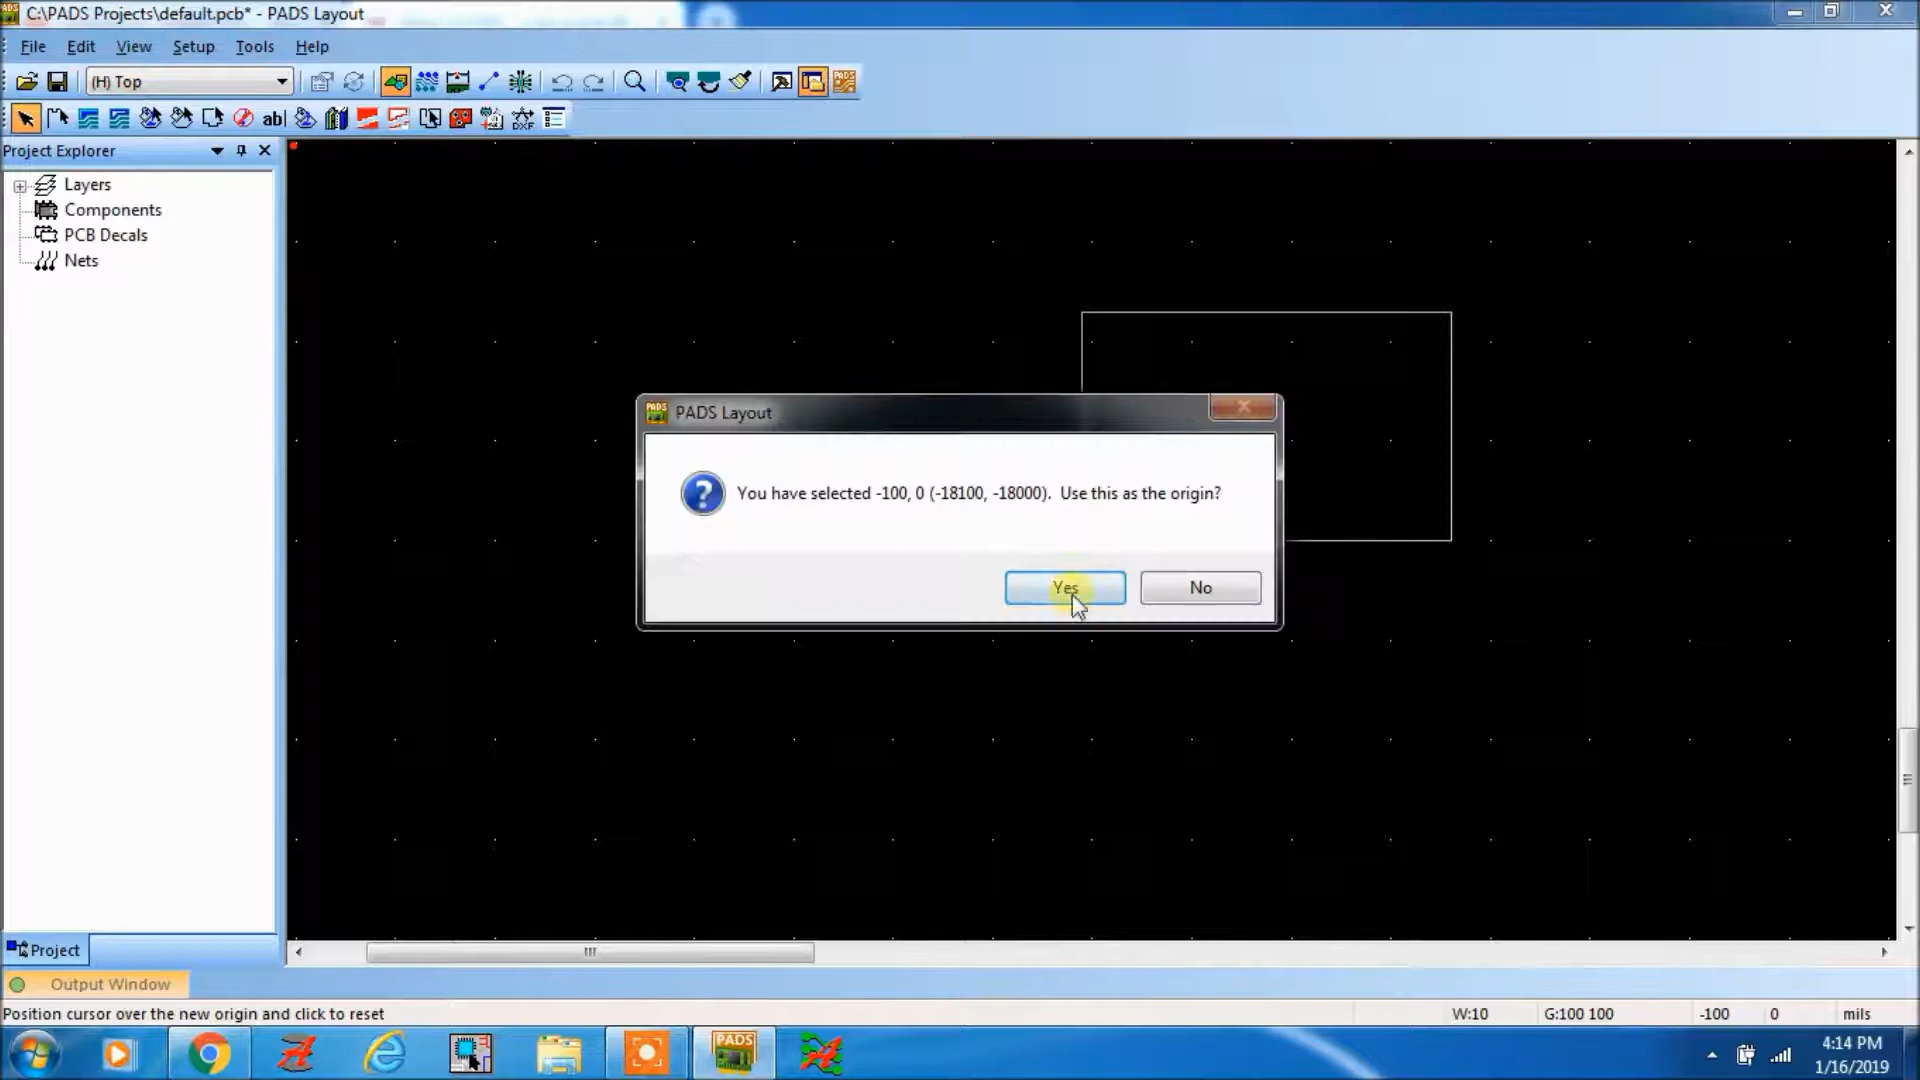 C:\PADS Projects\default.pcb* - PADS Layout
File Edit View Setup Tools Help
(H) Top
PADS
ab|
DXF
Project Explorer
Layers
Components
PCB Decals
Nets
PADS Layout
You have selected -100, 0 (-18100, -18000). Use this as the origin?
Yes No
Project
Output Window
Position cursor over the new origin and click to reset W:10 G:100 100 -100 0 mils
PADS
4:14 PM
1/16/2019